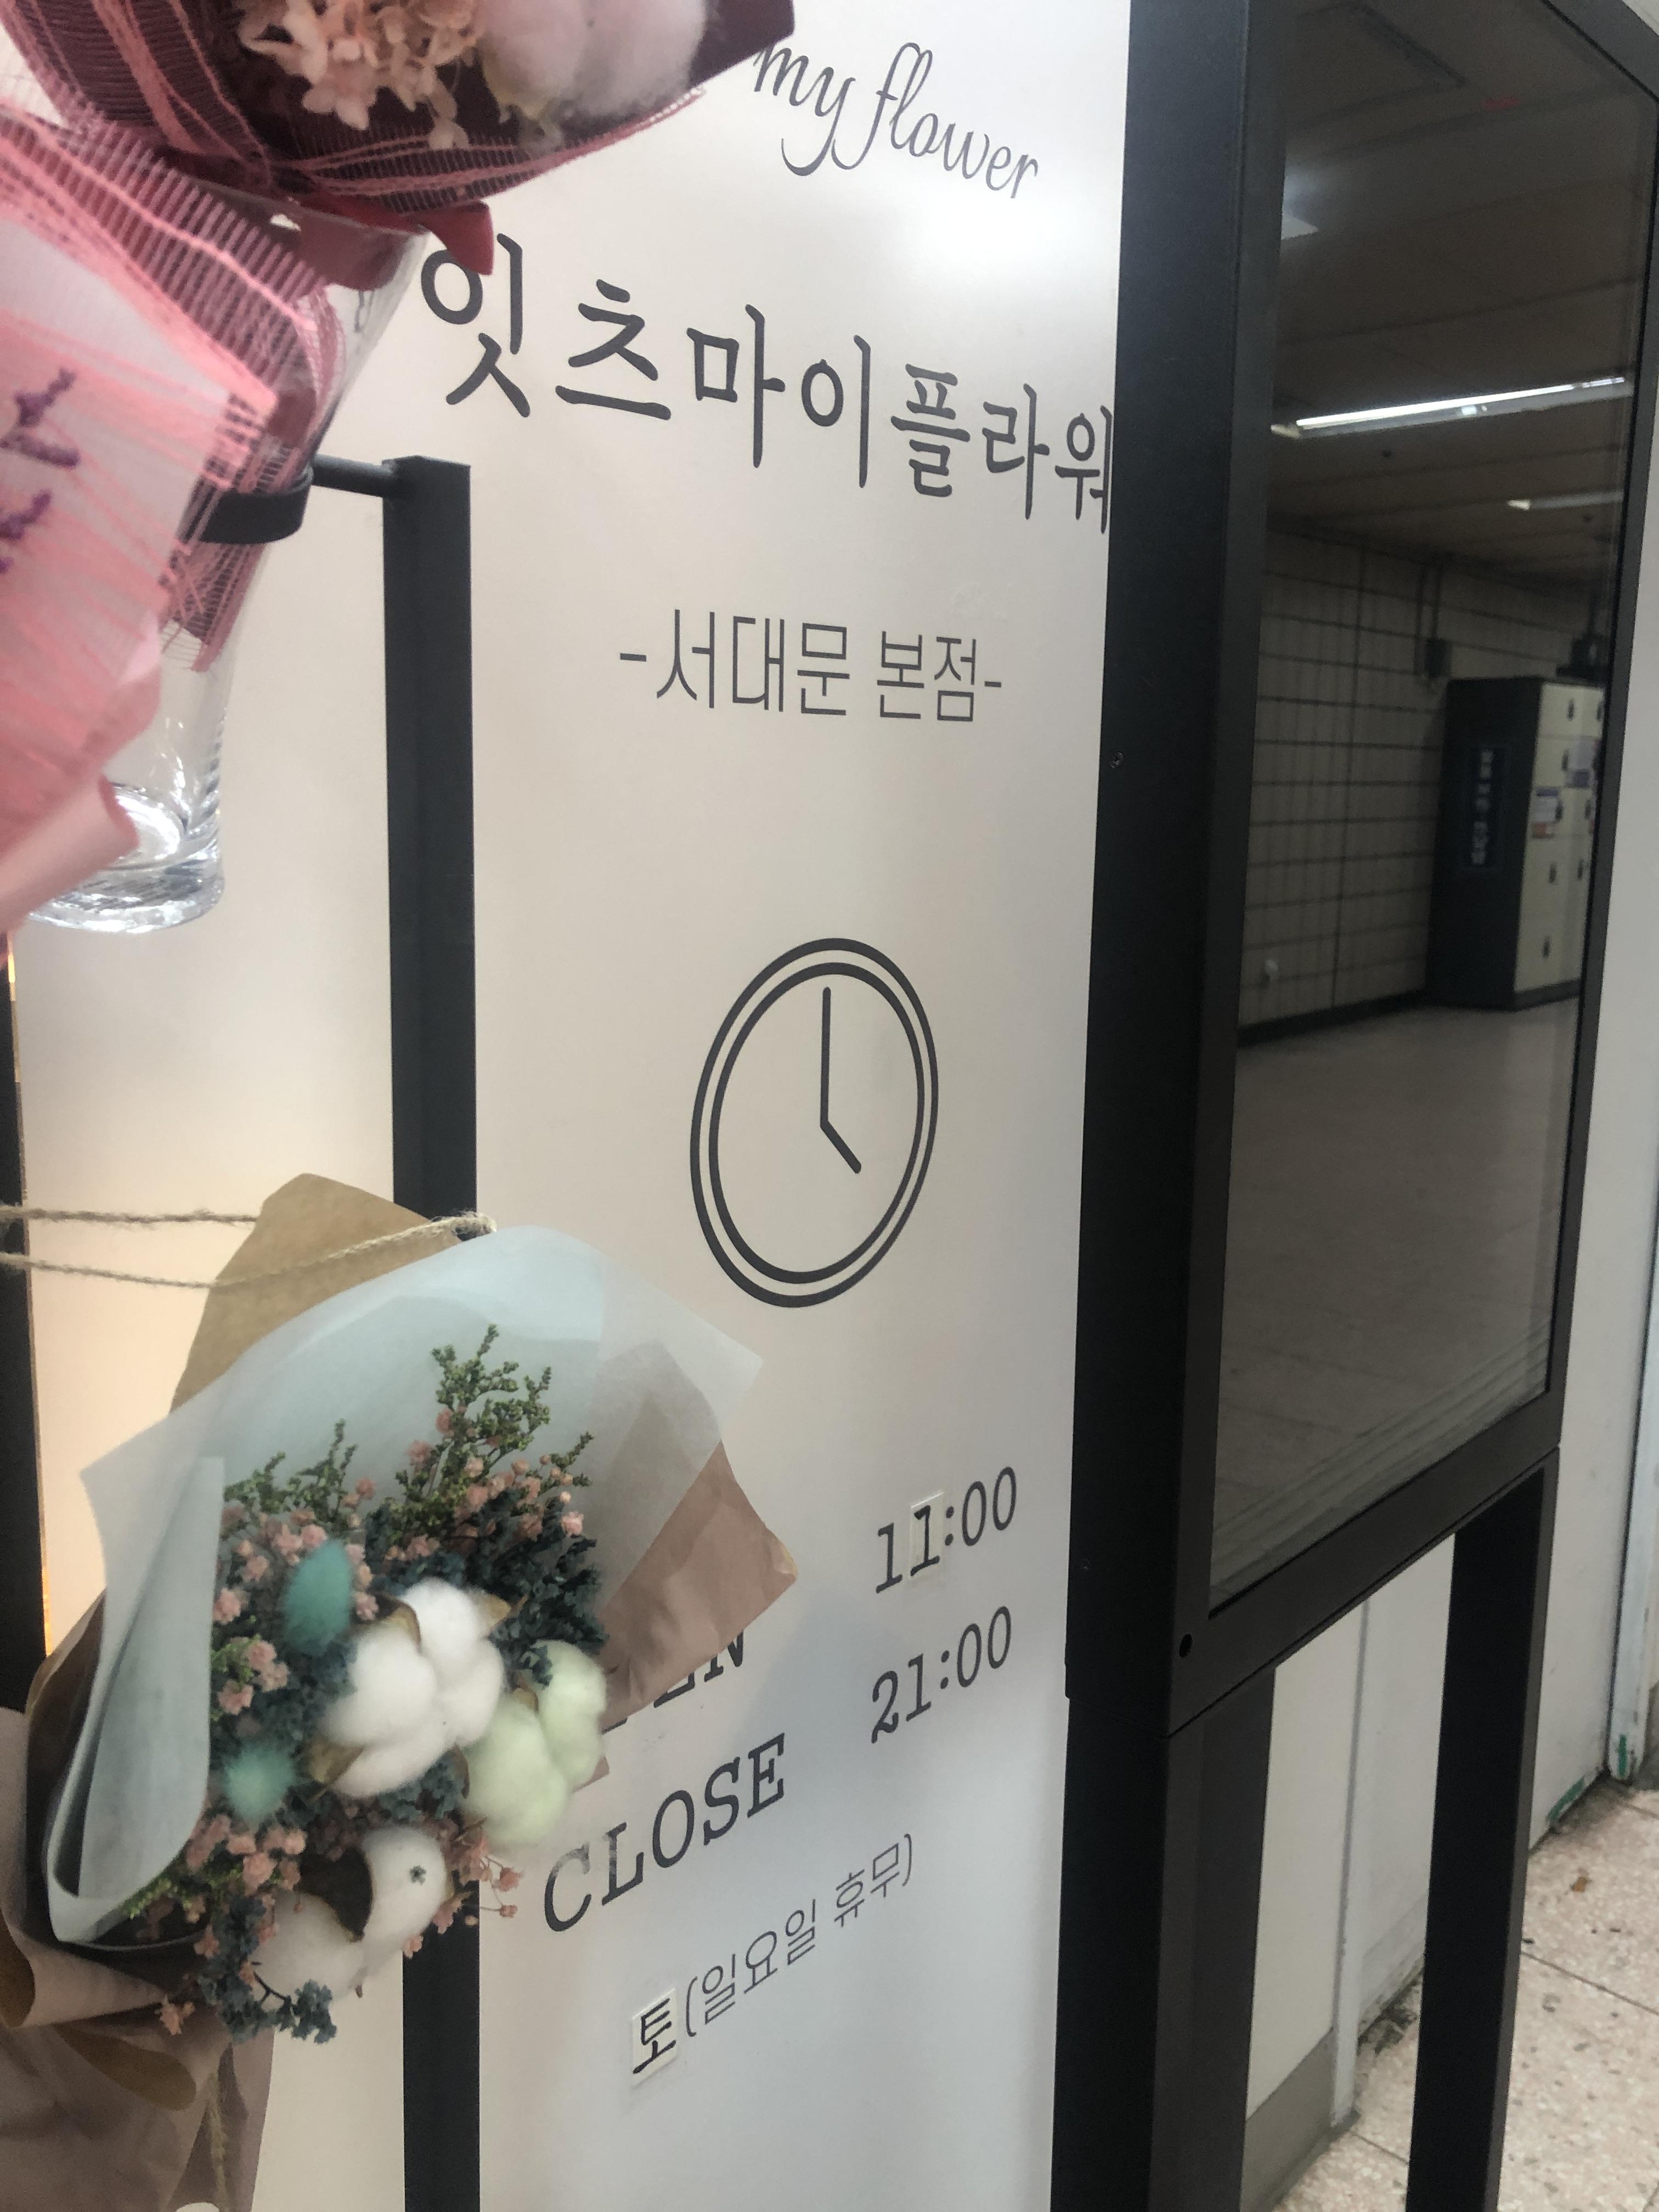 my flower
잇츠마이플라워
-서대문 본점-
11:00
21:00
CLOSE
토(일요일 휴무)